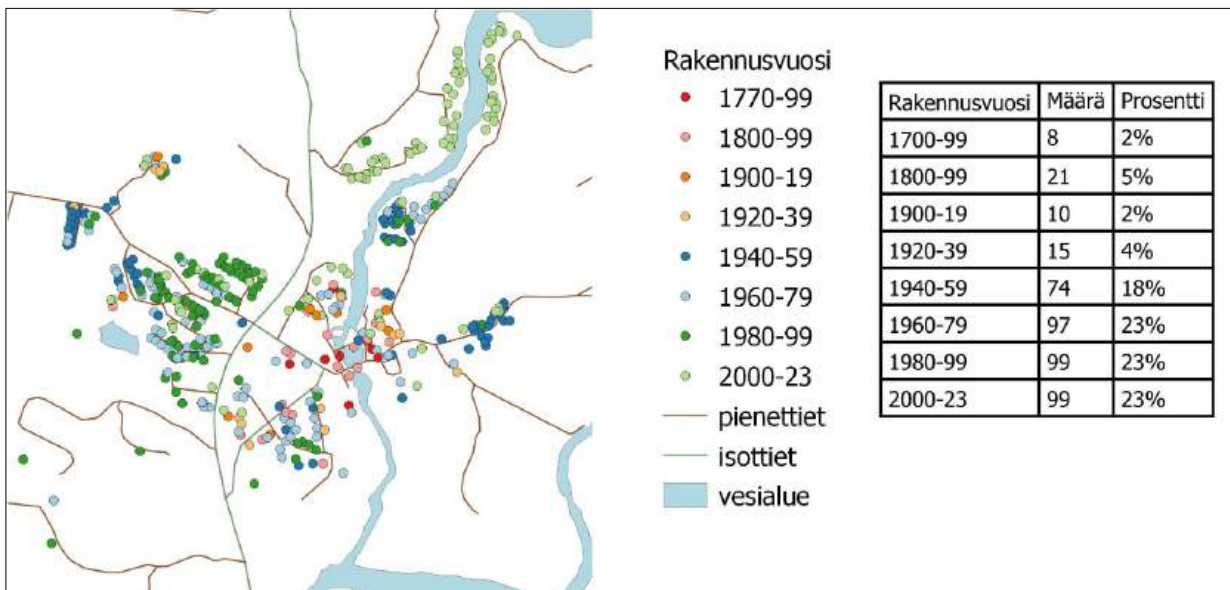 Rakennusvuosi
1770-99
1800-99
1900-19
1920-39
1940-59
1960-79
1980-99
2000-23
pienettiet
isottiet
vesialue
Rakennusvuosi Määrä Prosentti
1700-99 8 2%
1800-99 21 5%
1900-19 10 2%
1920-39 15 4%
1940-59 74 18%
1960-79 97 23%
1980-99 99 23%
2000-23 99 23%